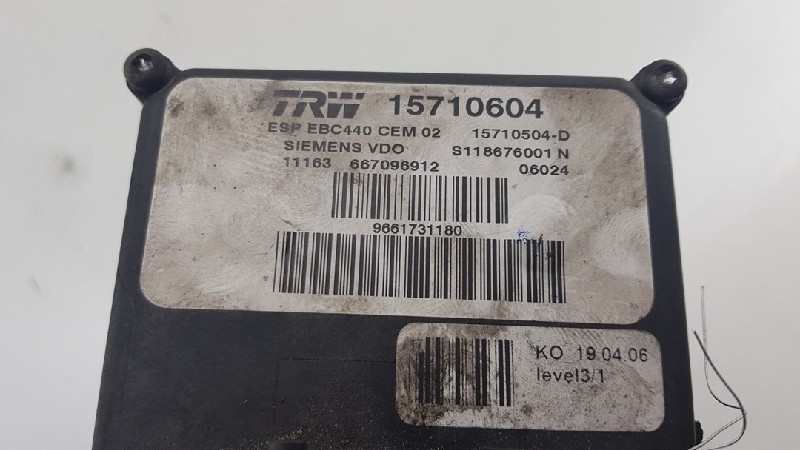 TRW 15710604
ESP EBC440 CEM 02 15710504-D
SIEMENS VDO S118676001 N
11163 667096912 06024
9661731180
KO 19.04.06
level3/1